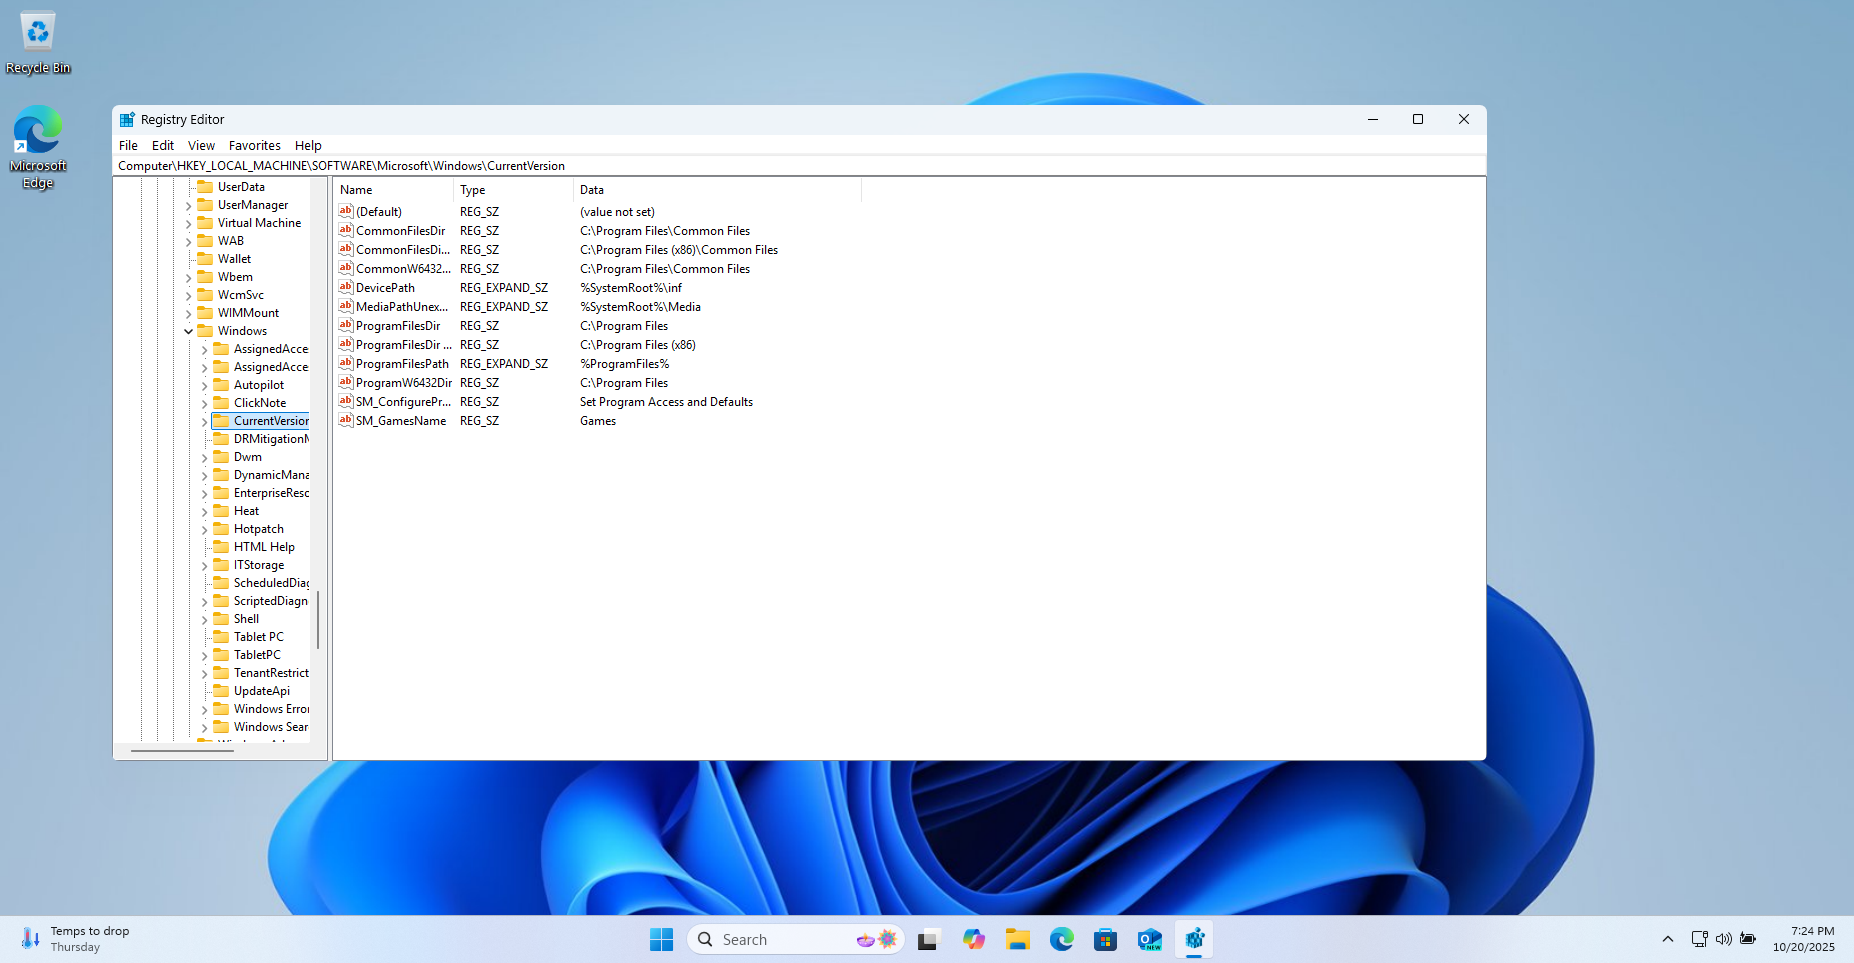 Recycle Bin
Microsoft
Edge
Registry Editor
File Edit View Favorites Help
Computer\HKEY_LOCAL_MACHINE\SOFTWARE\Microsoft\Windows\CurrentVersion
UserData
UserManager
Virtual Machine
WAB
Wallet
Wbem
WcmSvc
WIMMount
Windows
AssignedAcce
AssignedAcce
Autopilot
ClickNote
CurrentVersion
DRMitigationM
Dwm
DynamicMana
EnterpriseReso
Heat
Hotpatch
HTML Help
ITStorage
ScheduledDiag
ScriptedDiagn
Shell
Tablet PC
TabletPC
TenantRestrict
UpdateApi
Windows Error
Windows Sear
Name Type Data
(Default) REG_SZ (value not set)
CommonFilesDir REG_SZ C:\Program Files\Common Files
CommonFilesDi... REG_SZ C:\Program Files (x86)\Common Files
CommonW6432... REG_SZ C:\Program Files\Common Files
DevicePath REG_EXPAND_SZ %SystemRoot%\inf
MediaPathUnex... REG_EXPAND_SZ %SystemRoot%\Media
ProgramFilesDir REG_SZ C:\Program Files
ProgramFilesDir ... REG_SZ C:\Program Files (x86)
ProgramFilesPath REG_EXPAND_SZ %ProgramFiles%
ProgramW6432Dir REG_SZ C:\Program Files
SM_ConfigurePr... REG_SZ Set Program Access and Defaults
SM_GamesName REG_SZ Games
Temps to drop
Thursday
Search
NEW
7:24 PM
10/20/2025